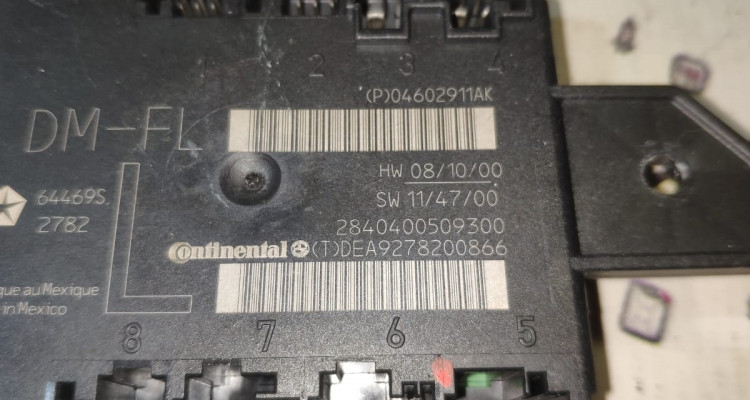 2 3 4
(P)04602911AK
DM-FL
HW 08/10/00
64469S
SW 11/47/00
2782
2840400509300
Continental (T)DEA9278200866
L
que au Mexique
in Mexico
8 7 6 5